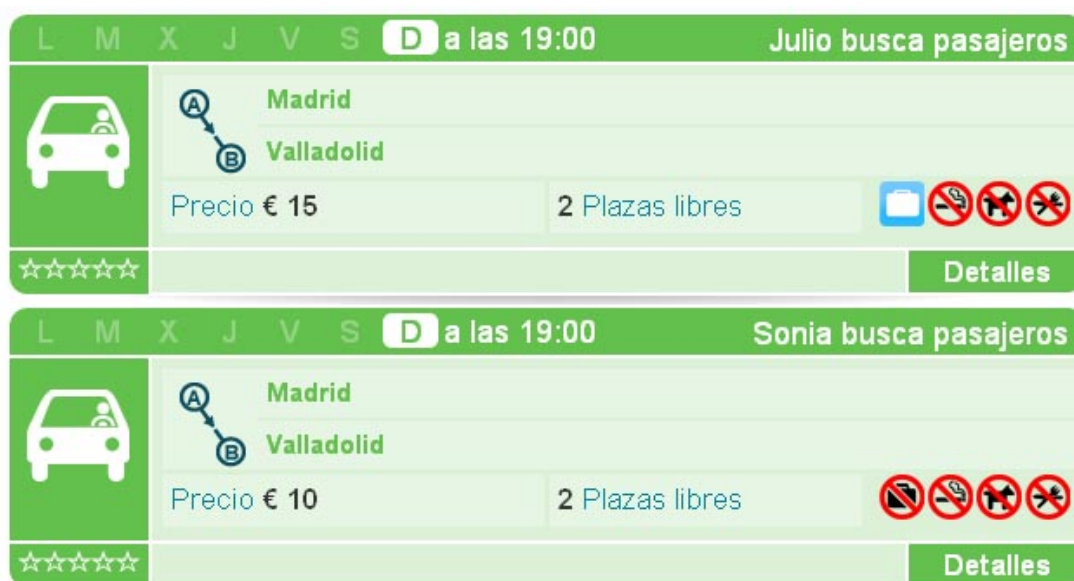 L M X J V S D a las 19:00 Julio busca pasajeros
A Madrid
B Valladolid
Precio € 15 2 Plazas libres
Detalles
L M X J V S D a las 19:00 Sonia busca pasajeros
A Madrid
B Valladolid
Precio € 10 2 Plazas libres
Detalles